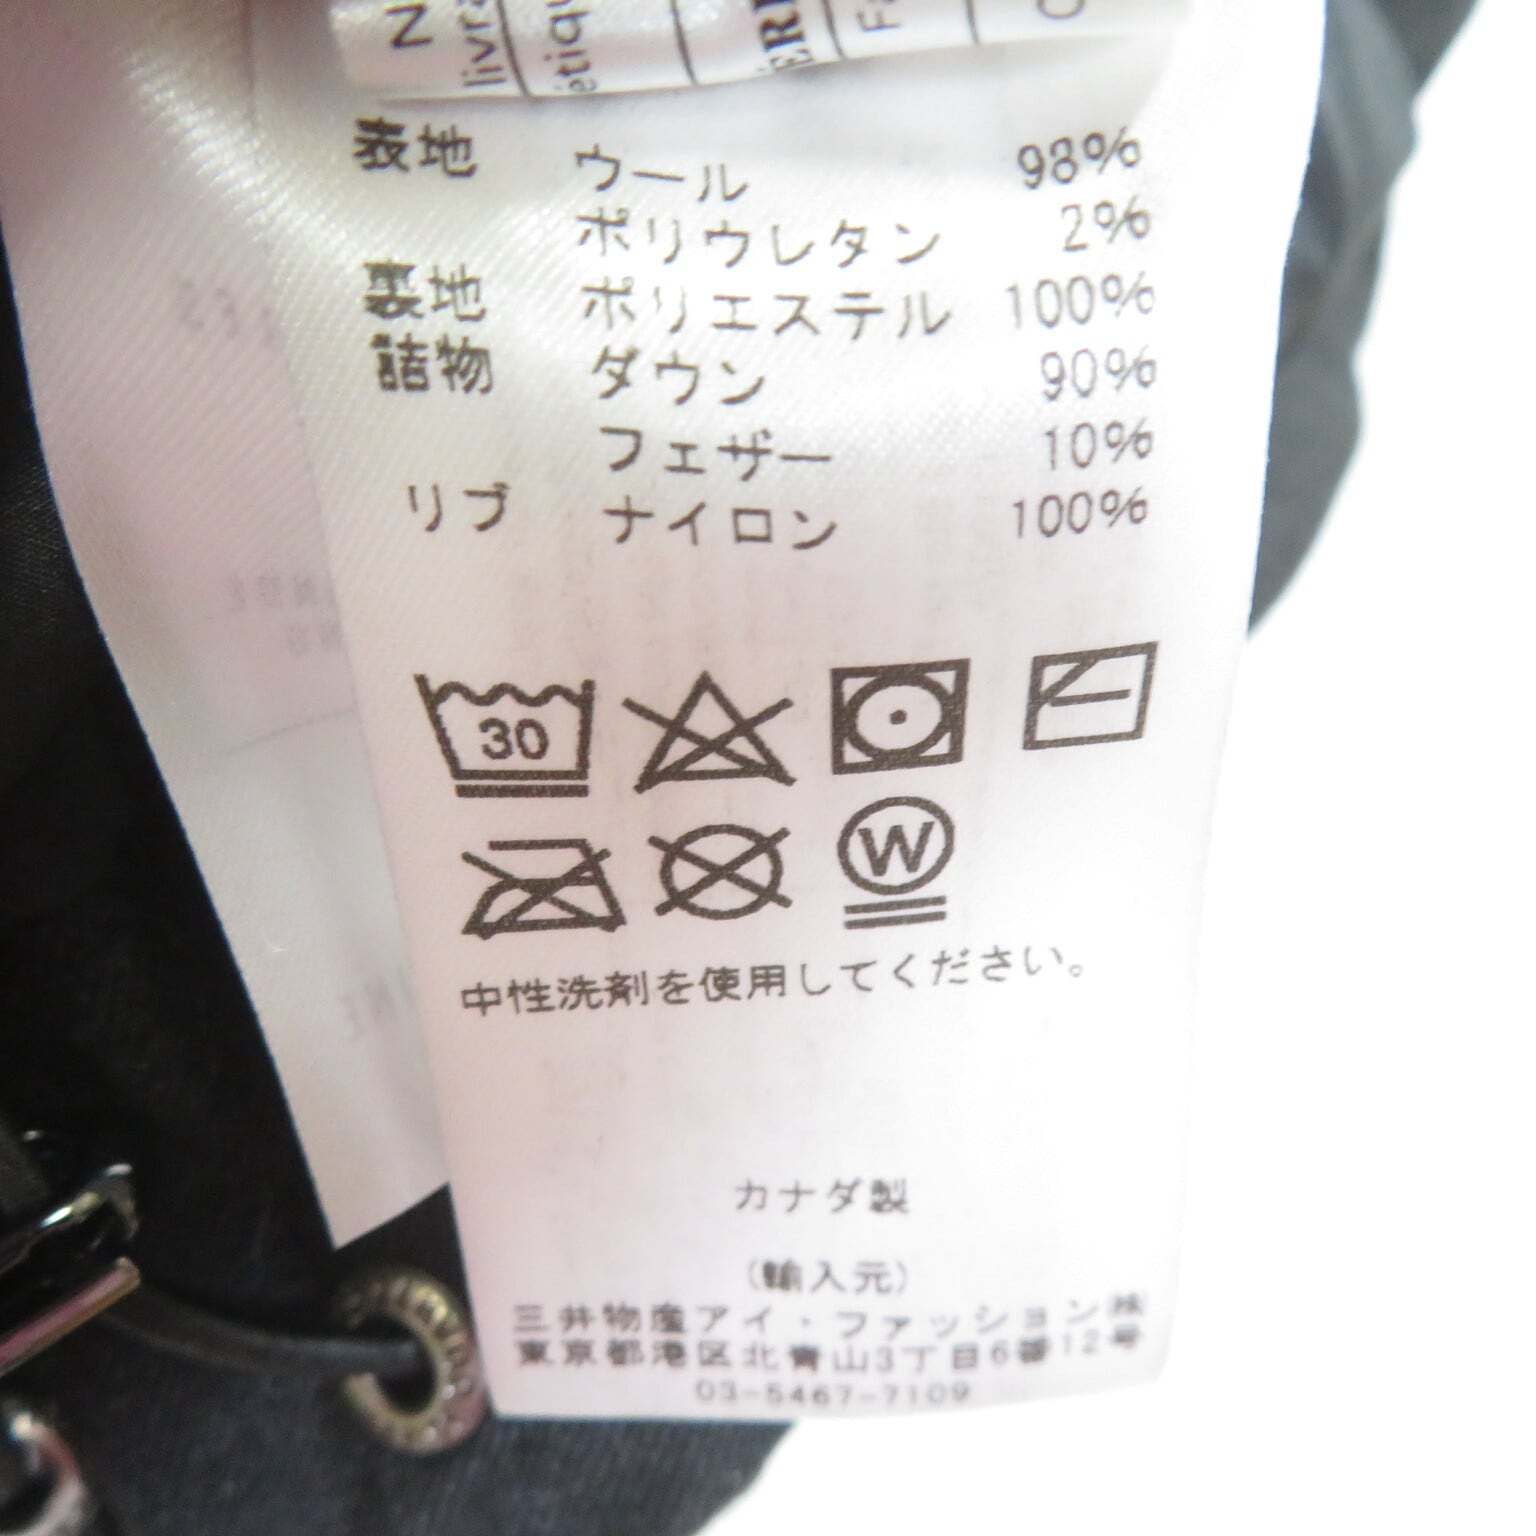 livra
étiqu
表地 ウール 98%
ポリウレタン 2%
裏地 ポリエステル 100%
詰物 ダウン 90%
フェザー 10%
リブ ナイロン 100%
30
W
中性洗剤を使用してください。
カナダ製
(輸入元)
三井物産アイ・ファッション㈱
東京都港区北青山3丁目6番12号
03-5467-7109